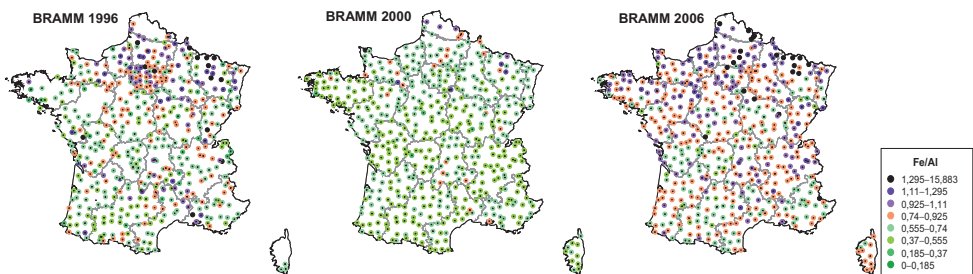 BRAMM 1996
BRAMM 2000
BRAMM 2006
Fe/Al
1,295–15,883
1,11–1,295
0,925–1,11
0,74–0,925
0,555–0,74
0,37–0,555
0,185–0,37
0–0,185